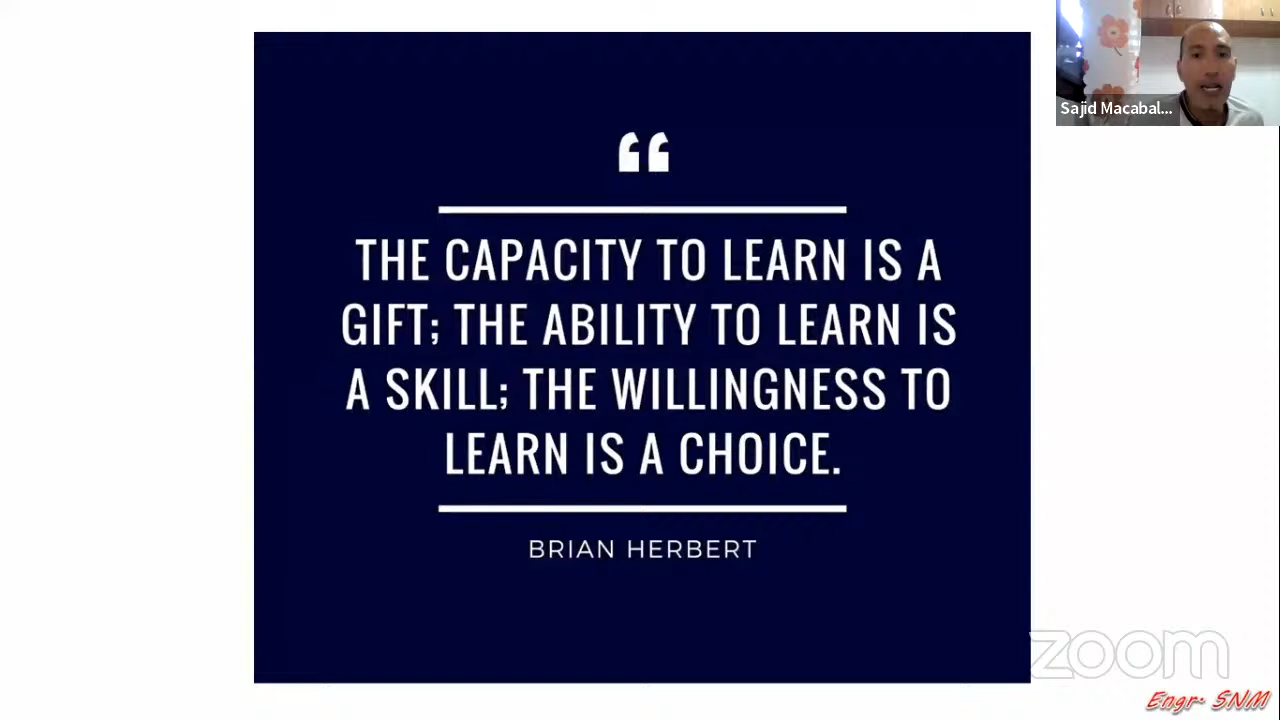 Sajid Macabal...
“
THE CAPACITY TO LEARN IS A
GIFT; THE ABILITY TO LEARN IS
A SKILL; THE WILLINGNESS TO
LEARN IS A CHOICE.
BRIAN HERBERT
zoom
Engr. SNM